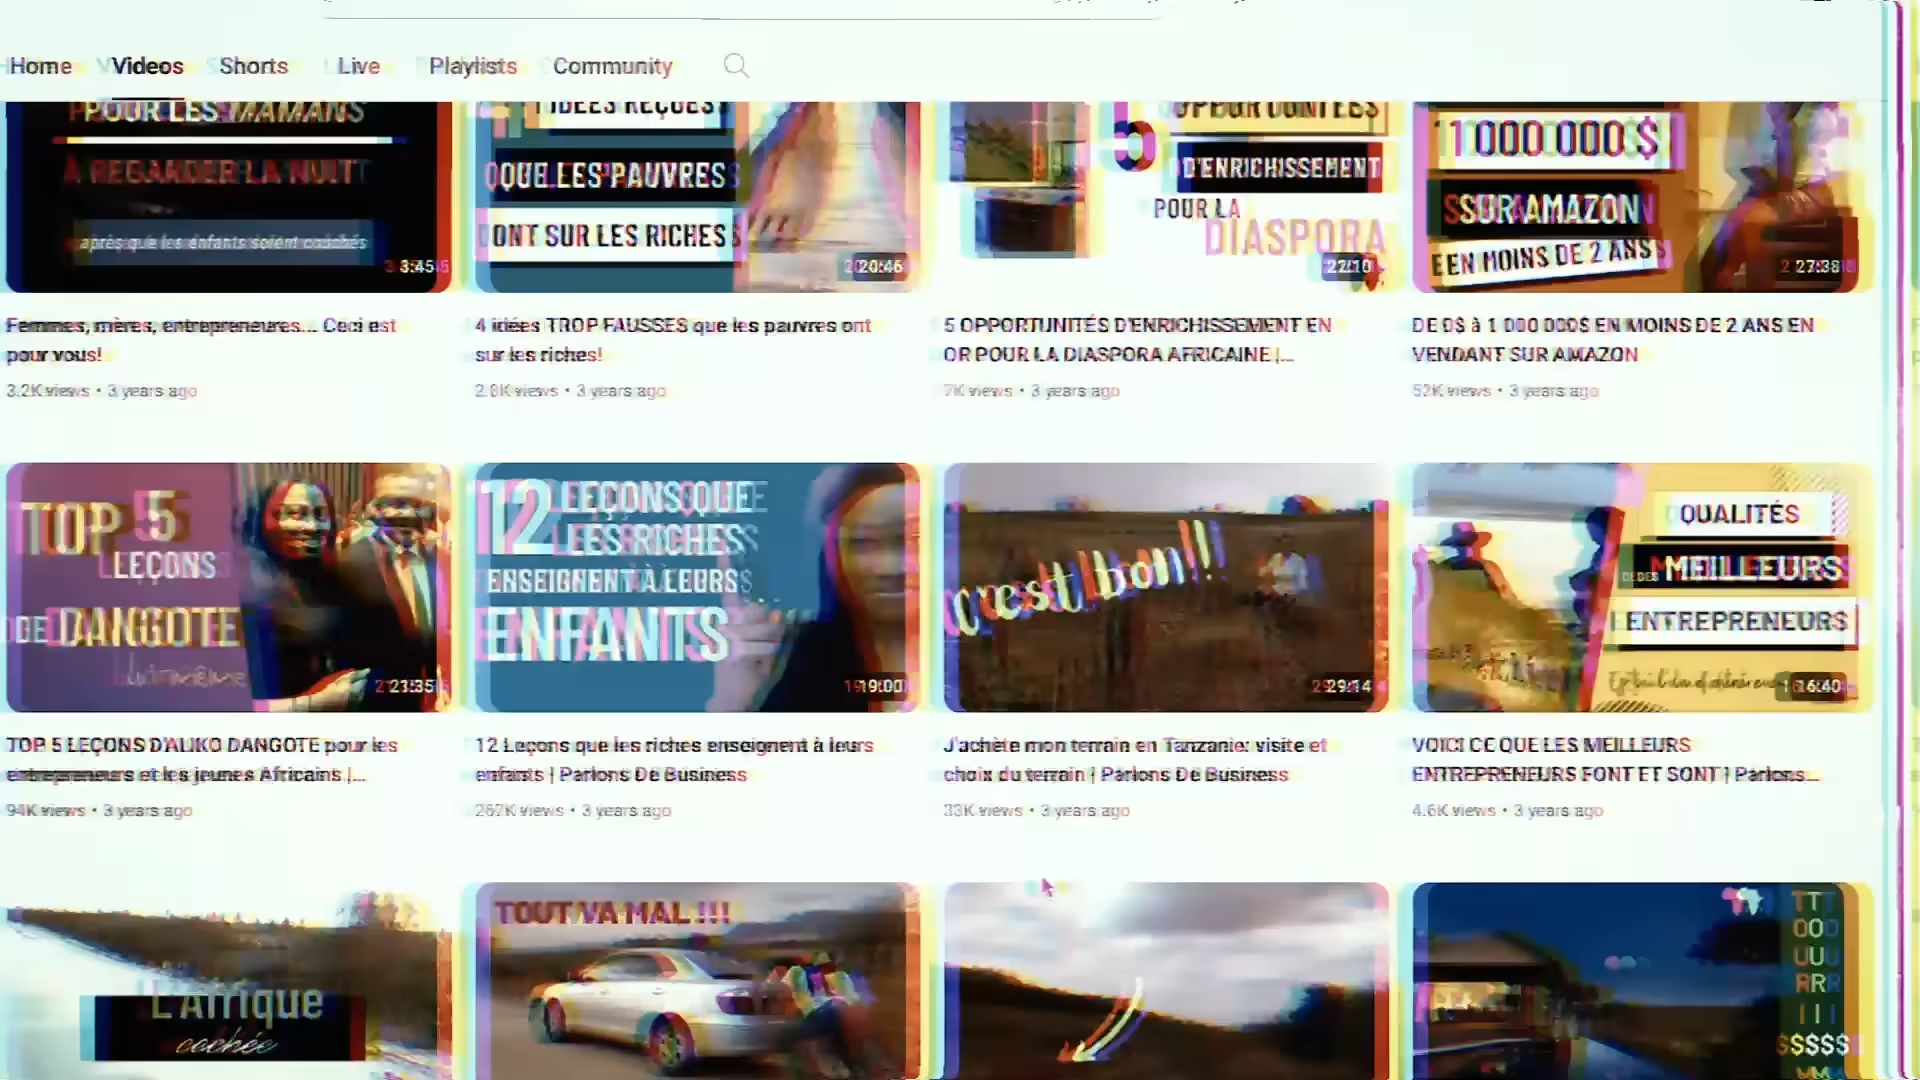 Home Videos Shorts Live Playlists Community
POUR LES MAMANS
À REGARDER LA NUIT
après que les enfants soient couchés
3:45
IDÉES REÇUES
QUE LES PAUVRES
ONT SUR LES RICHES
20:46
5 OPPORTUNITÉS
D'ENRICHISSEMENT
POUR LA
DIASPORA
22:10
1 000 000 $
SUR AMAZON
EN MOINS DE 2 ANS
27:38
Femmes, mères, entrepreneures... Ceci est
pour vous!
3.2K views • 3 years ago
4 idées TROP FAUSSES que les pauvres ont
sur les riches!
2.8K views • 3 years ago
5 OPPORTUNITÉS D'ENRICHISSEMENT EN
OR POUR LA DIASPORA AFRICAINE |...
7K views • 3 years ago
DE 0$ à 1 000 000$ EN MOINS DE 2 ANS EN
VENDANT SUR AMAZON
52K views • 3 years ago
TOP 5
LEÇONS
DE DANGOTE
21:35
12 LEÇONS QUE
LES RICHES
ENSEIGNENT À LEURS
ENFANTS
19:00
c'est bon!!
29:14
QUALITÉS
MEILLEURS
ENTREPRENEURS
16:40
TOP 5 LEÇONS D'ALIKO DANGOTE pour les
entrepreneurs et les jeunes Africains |...
94K views • 3 years ago
12 Leçons que les riches enseignent à leurs
enfants | Parlons De Business
267K views • 3 years ago
J'achète mon terrain en Tanzanie: visite et
choix du terrain | Parlons De Business
33K views • 3 years ago
VOICI CE QUE LES MEILLEURS
ENTREPRENEURS FONT ET SONT | Parlons...
4.6K views • 3 years ago
L'Afrique
cachée
TOUT VA MAL !!!
T
O
U
R
I
S